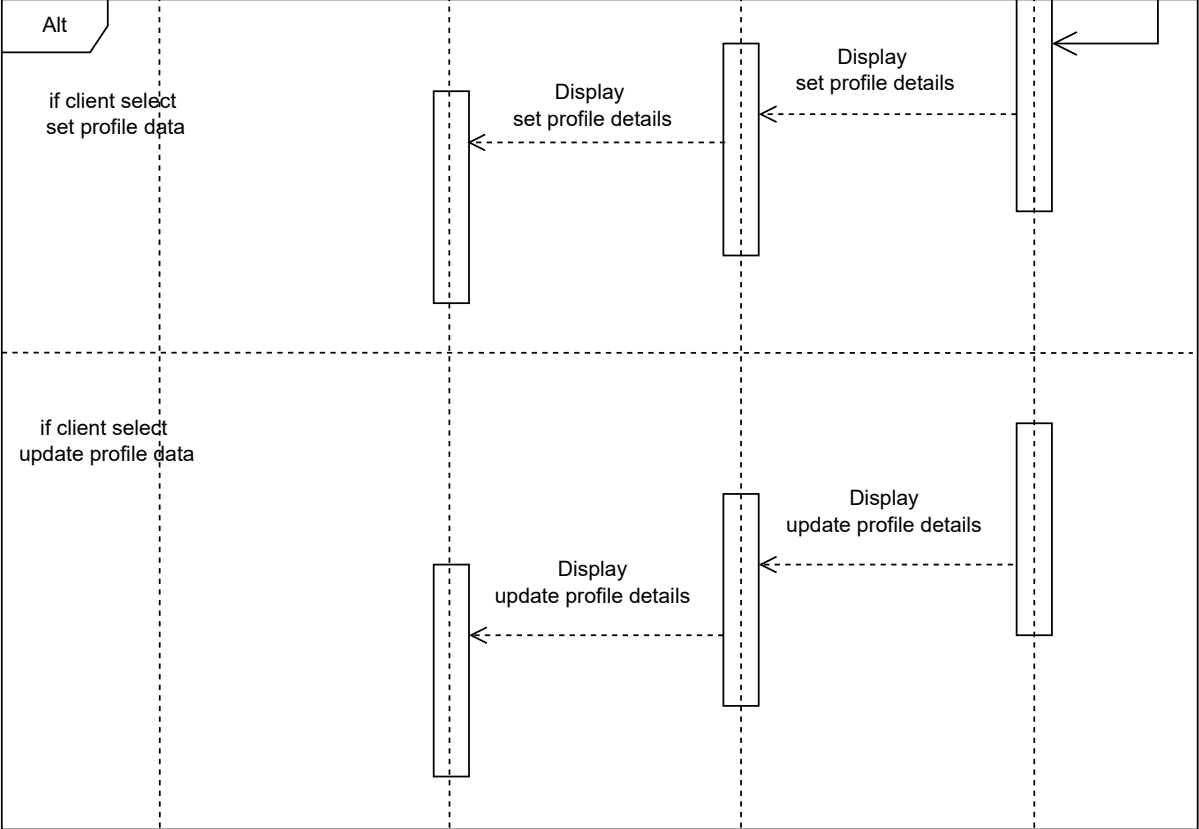 Alt
if client select
set profile data
Display
set profile details
Display
set profile details
if client select
update profile data
Display
update profile details
Display
update profile details